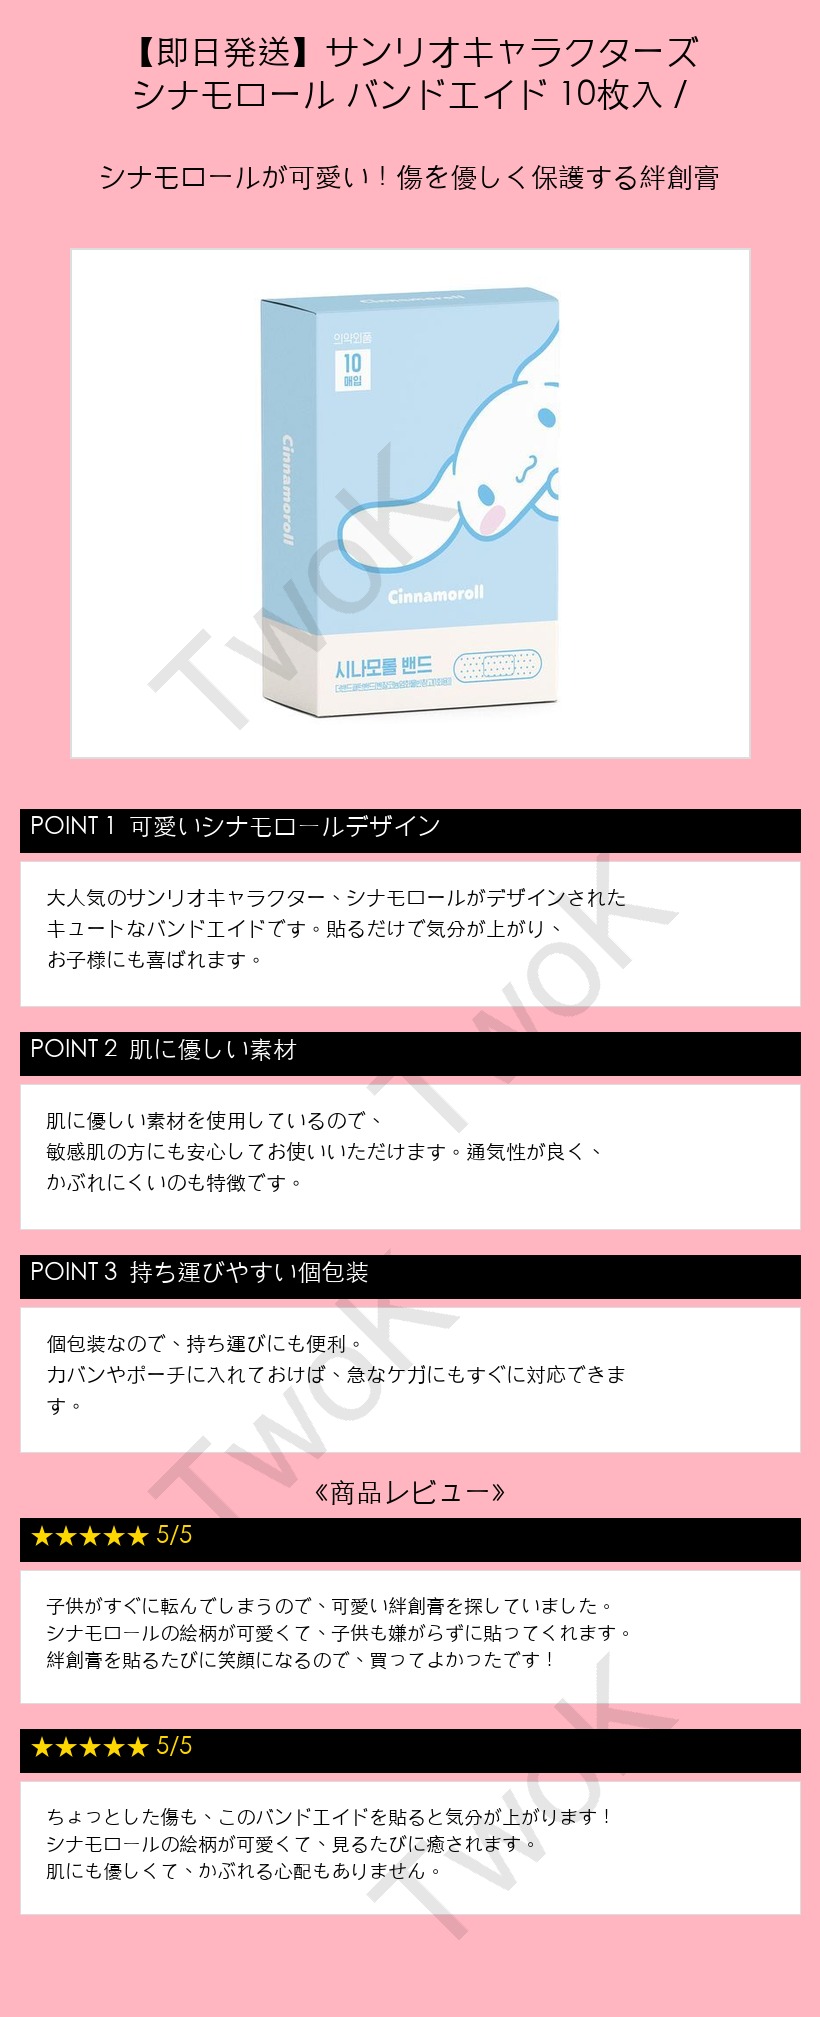 【即日発送】サンリオキャラクターズ
シナモロール バンドエイド 10枚入 /
シナモロールが可愛い！傷を優しく保護する絆創膏
Cinnamoroll
의약외품
10
매입
Cinnamoroll
Cinnamoroll
시나모롤 밴드
TwoK
POINT 1 可愛いシナモロールデザイン
大人気のサンリオキャラクター、シナモロールがデザインされた
キュートなバンドエイドです。貼るだけで気分が上がり、
お子様にも喜ばれます。
TwoK
POINT 2 肌に優しい素材
肌に優しい素材を使用しているので、
敏感肌の方にも安心してお使いいただけます。通気性が良く、
かぶれにくいのも特徴です。
POINT 3 持ち運びやすい個包装
個包装なので、持ち運びにも便利。
カバンやポーチに入れておけば、急なケガにもすぐに対応できま
す。
TwoK
《商品レビュー》
★★★★★ 5/5
子供がすぐに転んでしまうので、可愛い絆創膏を探していました。
シナモロールの絵柄が可愛くて、子供も嫌がらずに貼ってくれます。
絆創膏を貼るたびに笑顔になるので、買ってよかったです！
★★★★★ 5/5
ちょっとした傷も、このバンドエイドを貼ると気分が上がります！
シナモロールの絵柄が可愛くて、見るたびに癒されます。
肌にも優しくて、かぶれる心配もありません。
TwoK